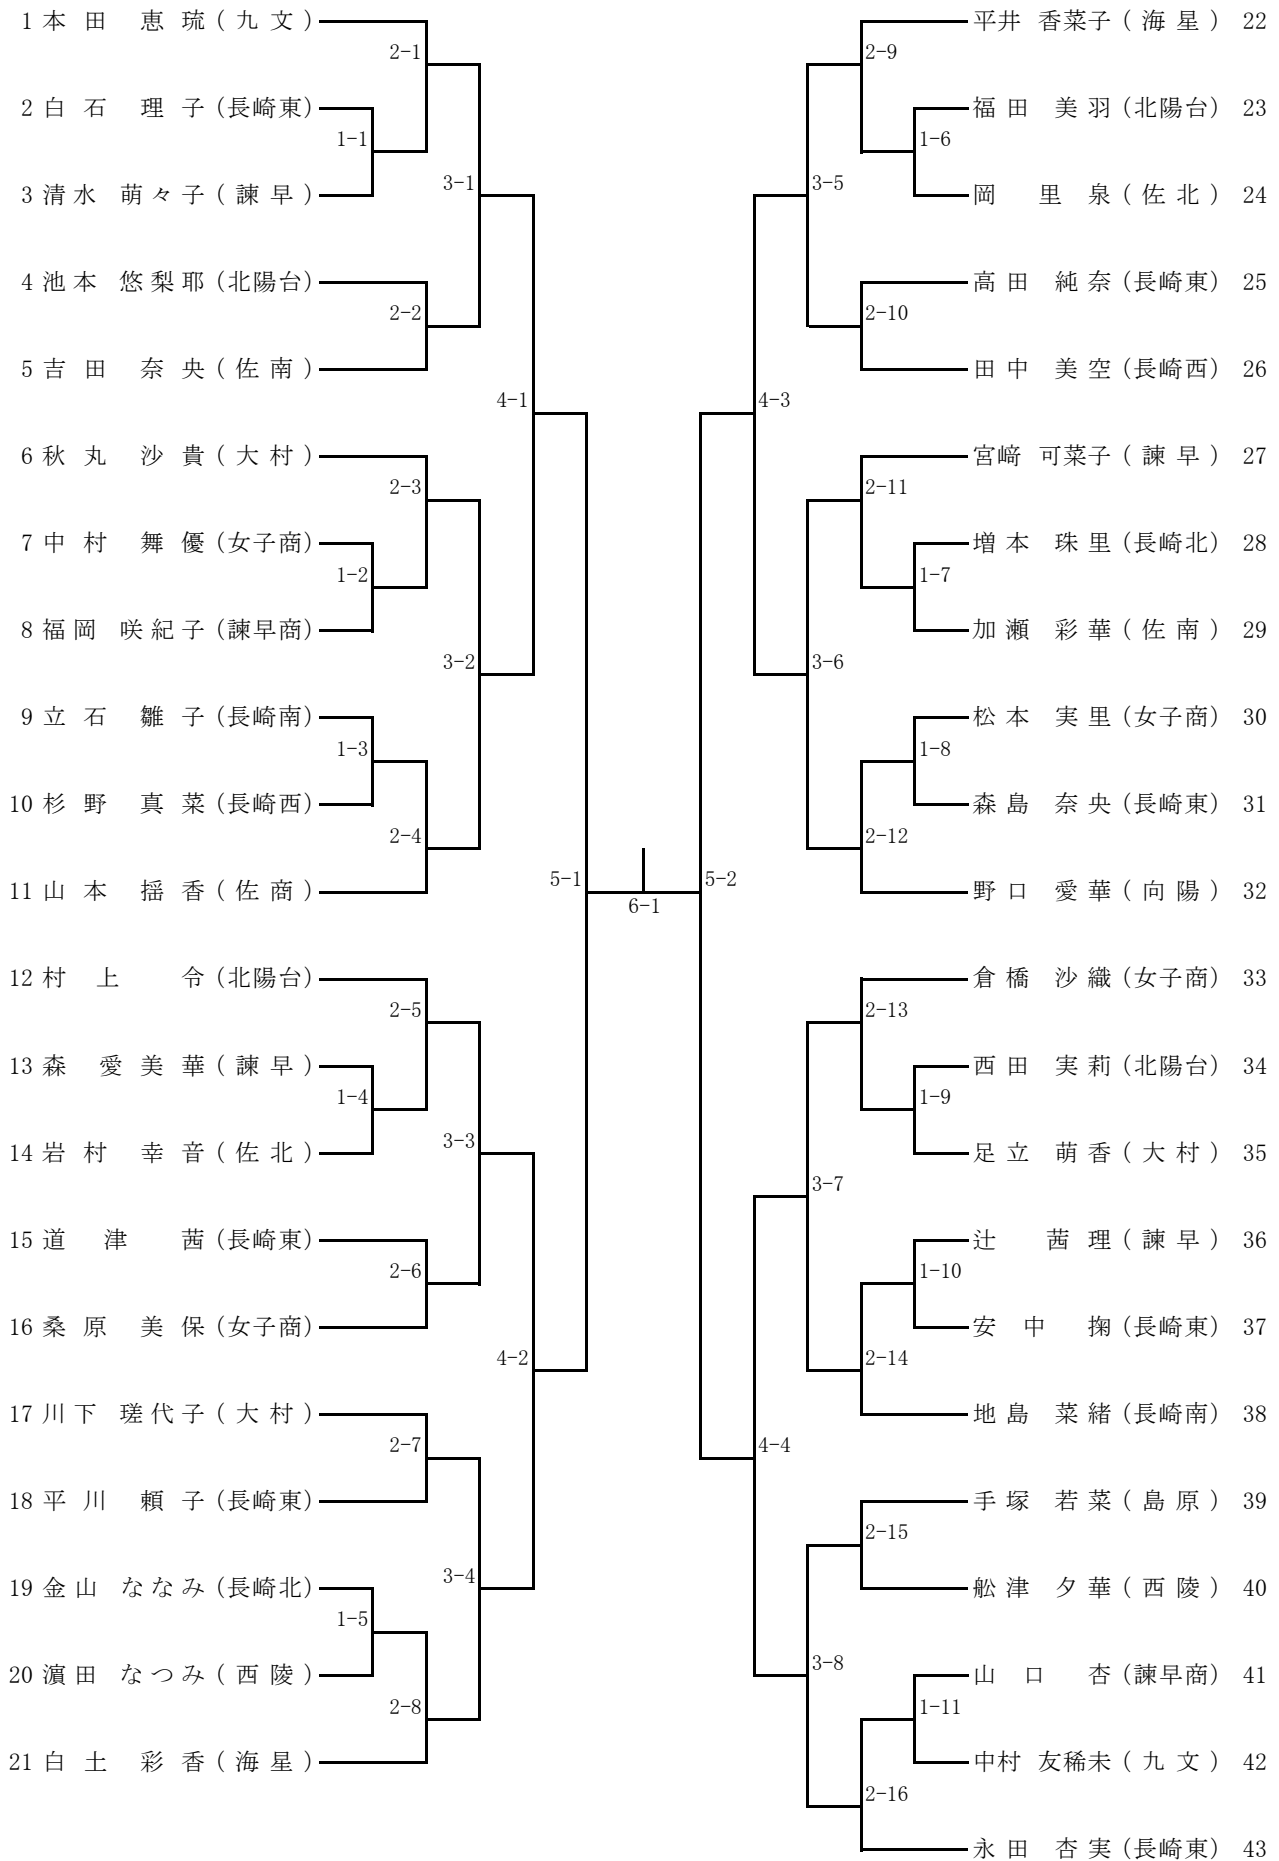 1 本田 恵琉 (九文)
2-1
2 白石 理子 (長崎東)
1-1
3 清水 萌々子 (諫早)
3-1
4 池本 悠梨耶 (北陽台)
2-2
5 吉田 奈央 (佐南)
4-1
6 秋丸 沙貴 (大村)
2-3
7 中村 舞優 (女子商)
1-2
8 福岡 咲紀子 (諫早商)
3-2
9 立石 雛子 (長崎南)
1-3
10 杉野 真菜 (長崎西)
2-4
11 山本 揺香 (佐商)
5-1
12 村上 令 (北陽台)
2-5
13 森 愛美華 (諫早)
1-4
14 岩村 幸音 (佐北)
3-3
15 道津 茜 (長崎東)
2-6
16 桑原 美保 (女子商)
4-2
17 川下 瑳代子 (大村)
2-7
18 平川 頼子 (長崎東)
3-4
19 金山 ななみ (長崎北)
1-5
20 濵田 なつみ (西陵)
2-8
21 白土 彩香 (海星)
6-1
平井 香菜子 (海星) 22
2-9
福田 美羽 (北陽台) 23
1-6
岡 里泉 (佐北) 24
3-5
高田 純奈 (長崎東) 25
2-10
田中 美空 (長崎西) 26
4-3
宮﨑 可菜子 (諫早) 27
2-11
増本 珠里 (長崎北) 28
1-7
加瀬 彩華 (佐南) 29
3-6
松本 実里 (女子商) 30
1-8
森島 奈央 (長崎東) 31
2-12
野口 愛華 (向陽) 32
5-2
倉橋 沙織 (女子商) 33
2-13
西田 実莉 (北陽台) 34
1-9
足立 萌香 (大村) 35
3-7
辻 茜理 (諫早) 36
1-10
安中 掬 (長崎東) 37
2-14
地島 菜緒 (長崎南) 38
4-4
手塚 若菜 (島原) 39
2-15
舩津 夕華 (西陵) 40
3-8
山口 杏 (諫早商) 41
1-11
中村 友稀未 (九文) 42
2-16
永田 杏実 (長崎東) 43